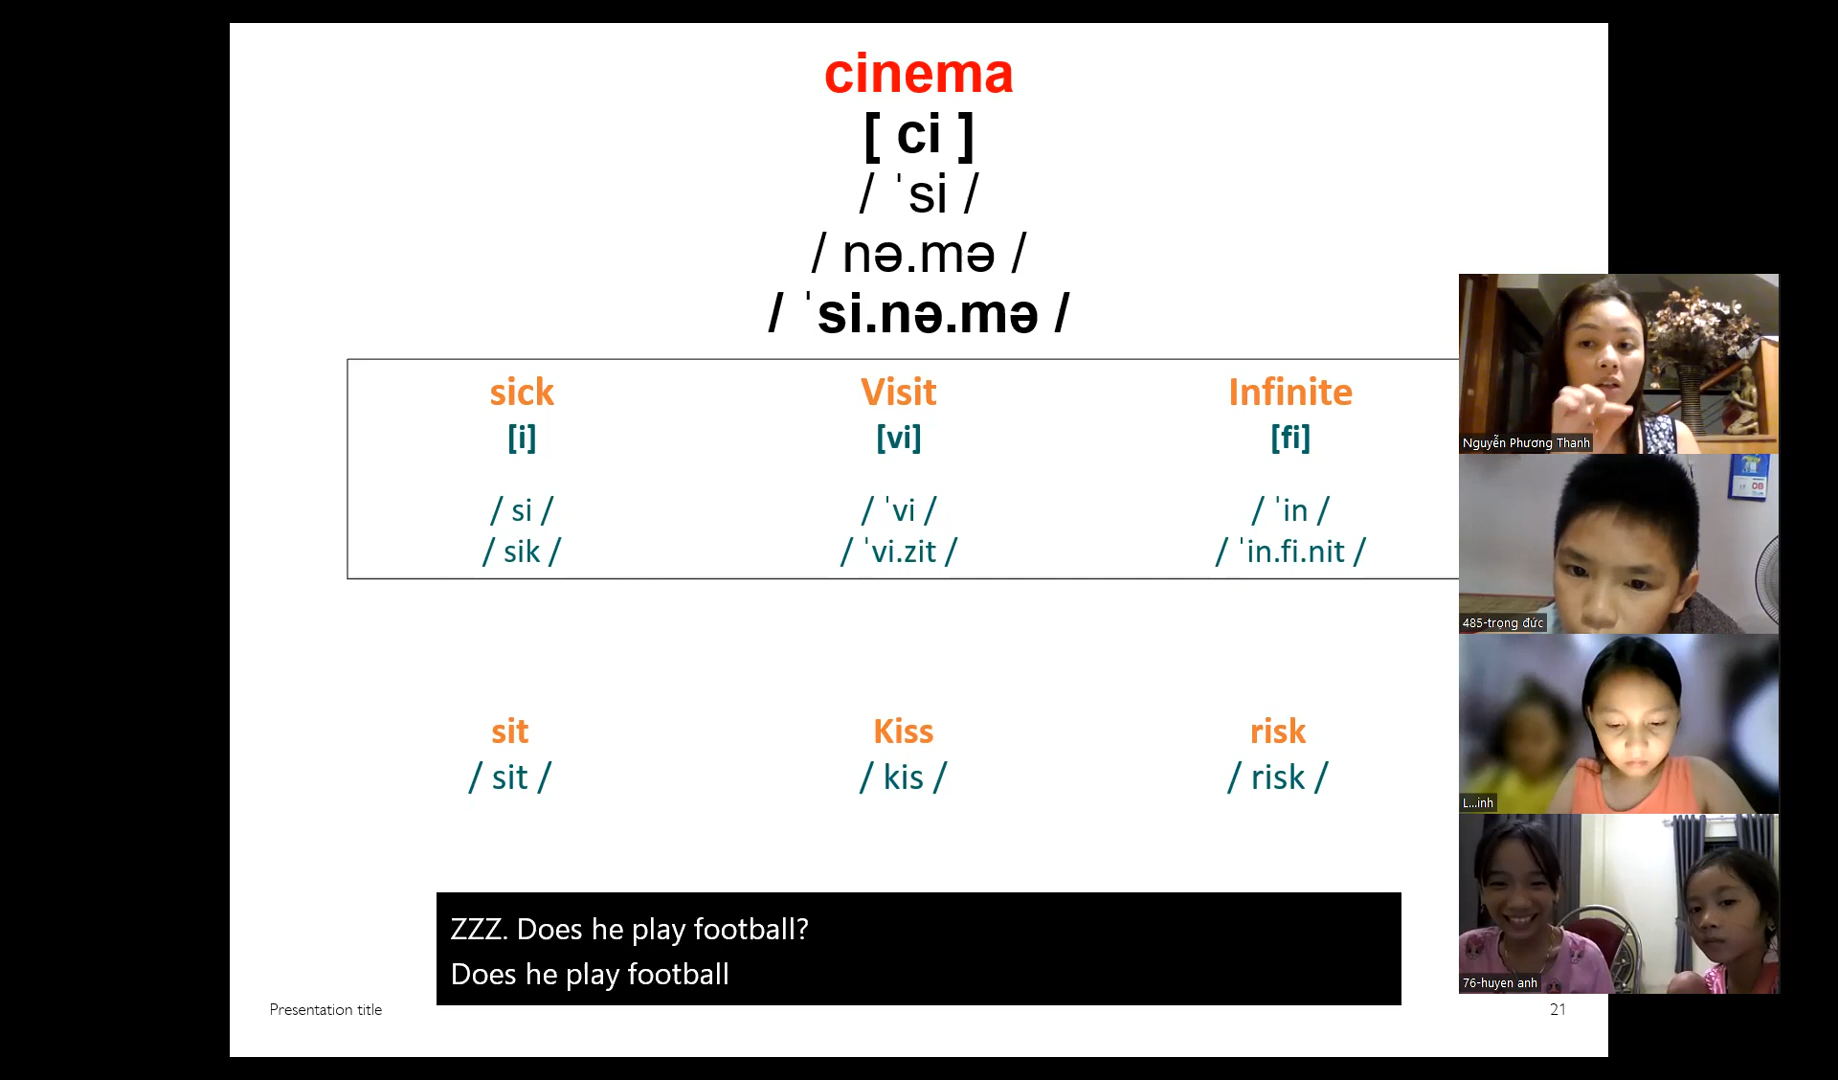 cinema
[ ci ]
/ ˈsi /
/ nə.mə /
/ ˈsi.nə.mə /
sick Visit Infinite
[i] [vi] [fi]
/ si / / ˈvi / / ˈin /
/ sik / / ˈvi.zit / / ˈin.fi.nit /
sit Kiss risk
/ sit / / kis / / risk /
ZZZ. Does he play football?
Does he play football
Presentation title
21
Nguyễn Phương Thanh
485-trọng đức
08
L...inh
76-huyen anh